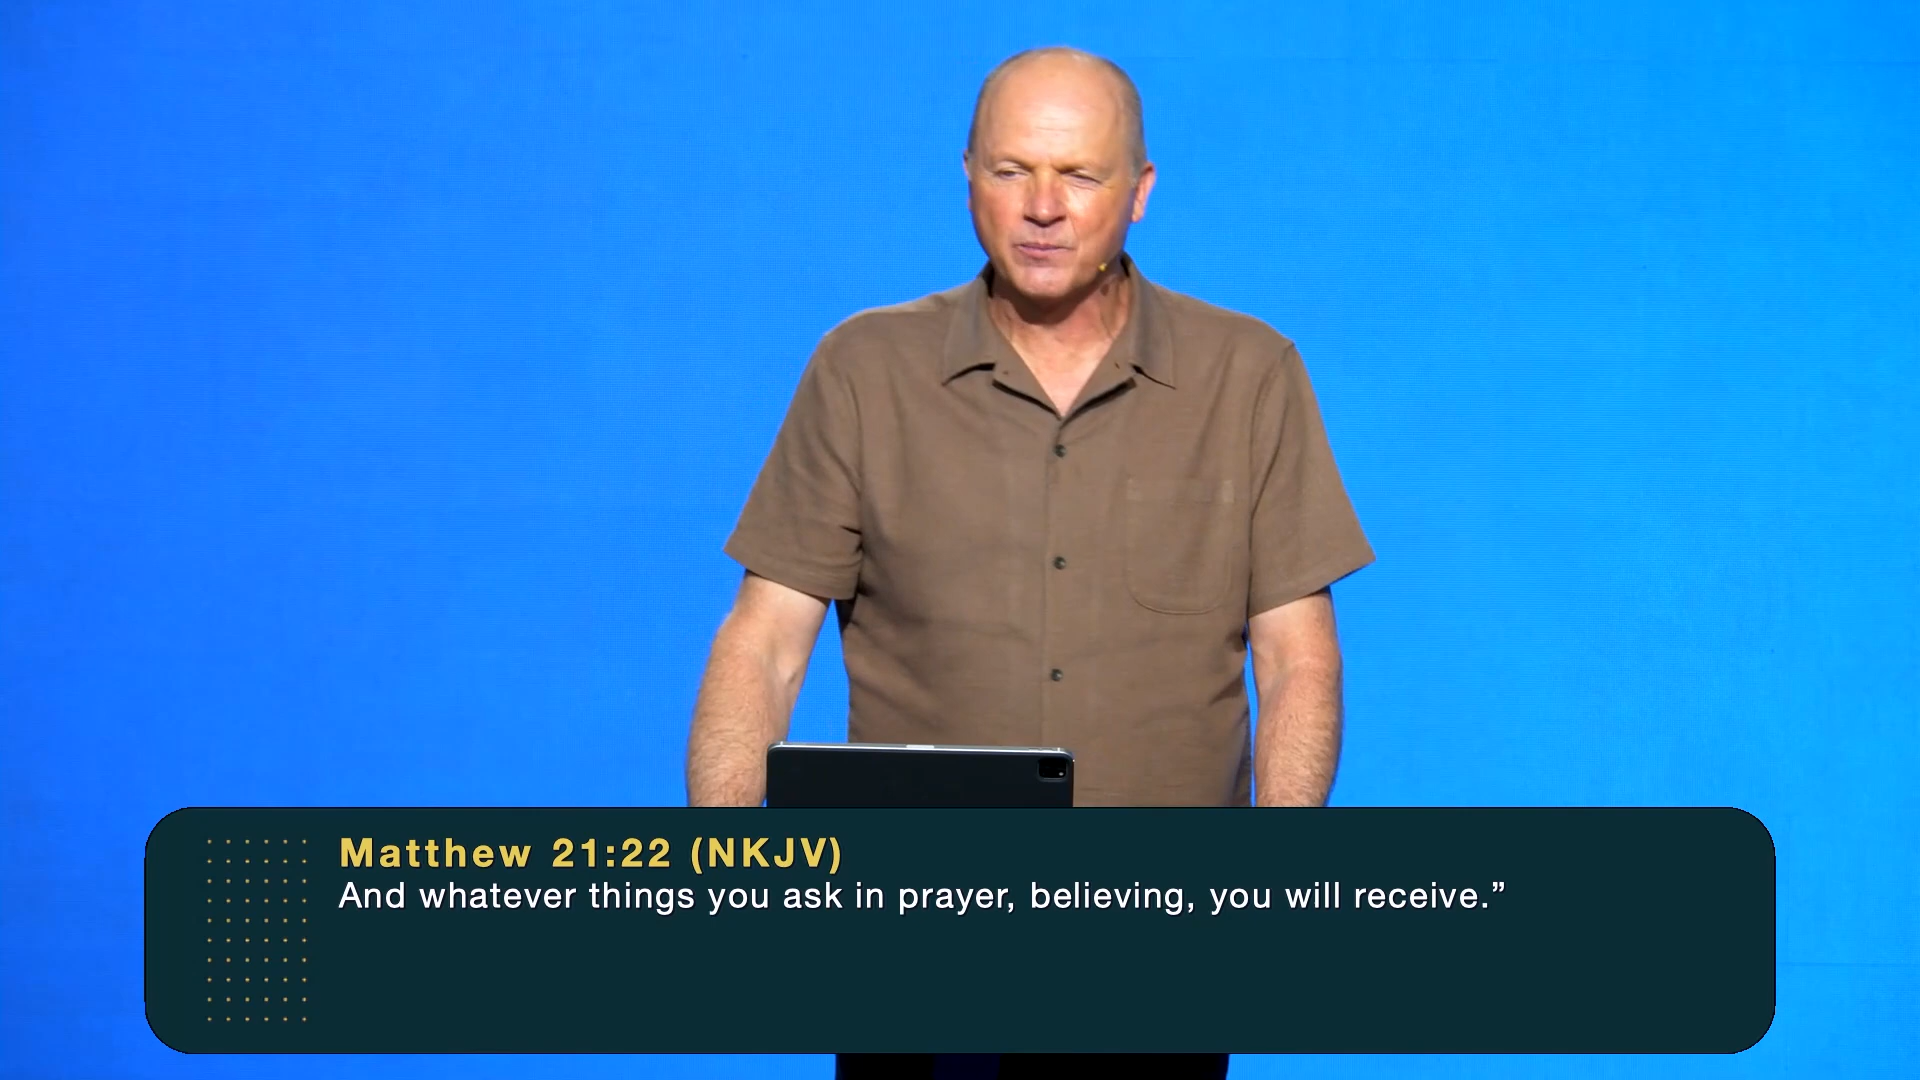 Matthew 21:22 (NKJV)
And whatever things you ask in prayer, believing, you will receive.”